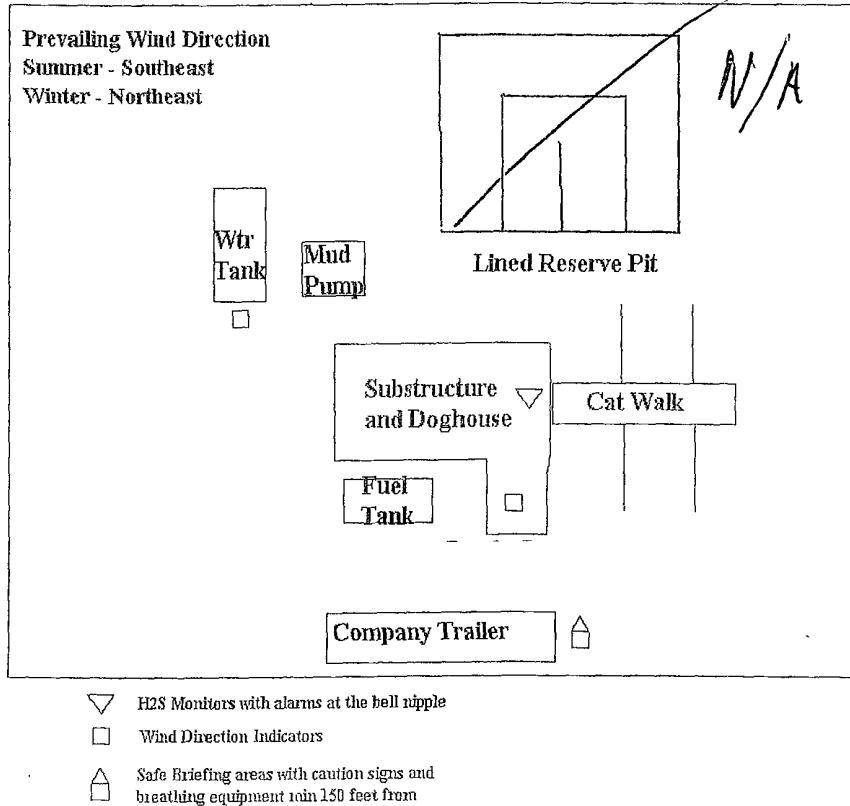 Prevailing Wind Direction
Summer - Southeast
Winter - Northeast
N/A
Wtr
Tank
Mud
Pump
Lined Reserve Pit
Substructure
and Doghouse
Cat Walk
Fuel
Tank
Company Trailer
H2S Monitors with alarms at the bell nipple
Wind Direction Indicators
Safe Briefing areas with caution signs and
breathing equipment min 150 feet from